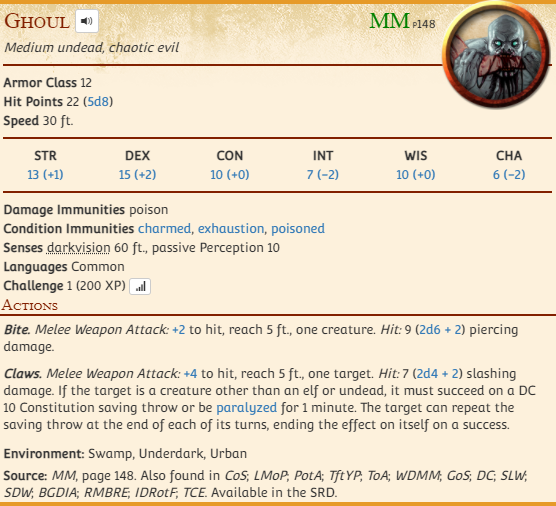 Ghoul
MM p148
Medium undead, chaotic evil
Armor Class 12
Hit Points 22 (5d8)
Speed 30 ft.
STR DEX CON INT WIS CHA
13 (+1) 15 (+2) 10 (+0) 7 (−2) 10 (+0) 6 (−2)
Damage Immunities poison
Condition Immunities charmed, exhaustion, poisoned
Senses darkvision 60 ft., passive Perception 10
Languages Common
Challenge 1 (200 XP)
Actions
Bite. Melee Weapon Attack: +2 to hit, reach 5 ft., one creature. Hit: 9 (2d6 + 2) piercing
damage.
Claws. Melee Weapon Attack: +4 to hit, reach 5 ft., one target. Hit: 7 (2d4 + 2) slashing
damage. If the target is a creature other than an elf or undead, it must succeed on a DC
10 Constitution saving throw or be paralyzed for 1 minute. The target can repeat the
saving throw at the end of each of its turns, ending the effect on itself on a success.
Environment: Swamp, Underdark, Urban
Source: MM, page 148. Also found in CoS; LMoP; PotA; TftYP; ToA; WDMM; GoS; DC; SLW;
SDW; BGDIA; RMBRE; IDRotF; TCE. Available in the SRD.